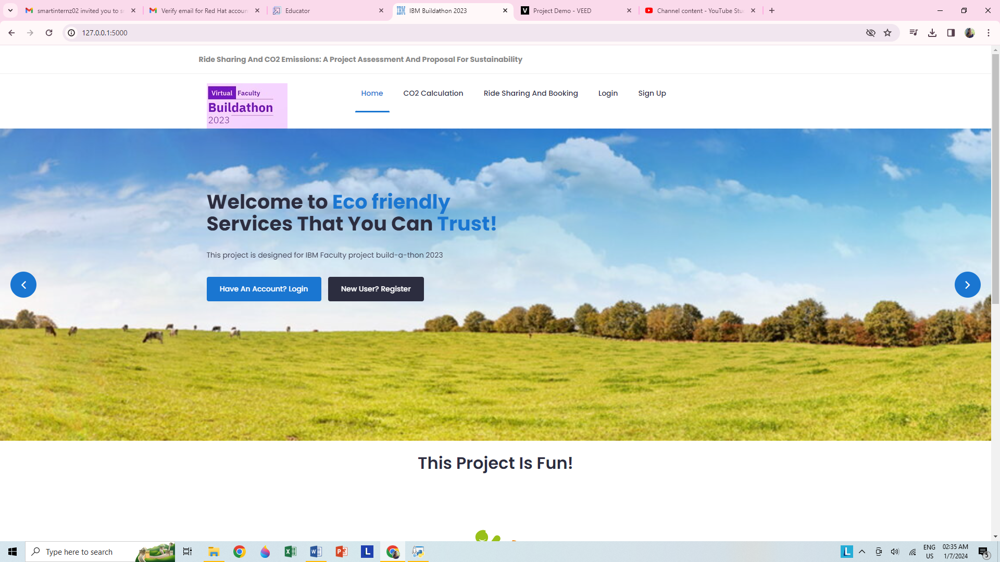 smartinternz02 invited you to s
Verify email for Red Hat accoun
Educator
IBM Buildathon 2023
Project Demo - VEED
Channel content - YouTube Stu
127.0.0.1:5000
Ride Sharing And CO2 Emissions: A Project Assessment And Proposal For Sustainability
Virtual Faculty
Buildathon
2023
Home
CO2 Calculation
Ride Sharing And Booking
Login
Sign Up
Welcome to Eco friendly
Services That You Can Trust!
This project is designed for IBM Faculty project build-a-thon 2023
Have An Account? Login
New User? Register
This Project Is Fun!
Type here to search
ENG
US
02:35 AM
1/7/2024
5